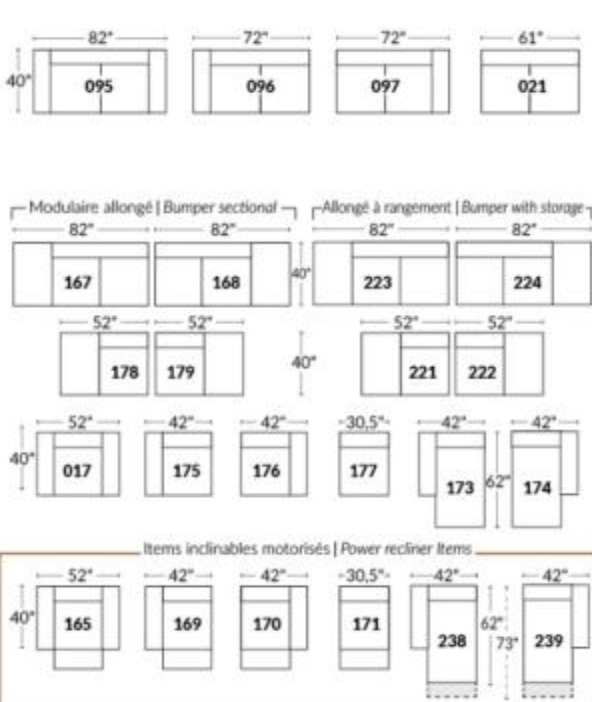 82" 72" 72" 61"
40" 095 096 097 021
Modulaire allongé | Bumper sectional Allongé à rangement | Bumper with storage
82" 82" 82" 82"
167 168 40" 223 224
52" 52" 52" 52"
178 179 40" 221 222
52" 42" 42" 30,5" 42" 42"
40" 017 175 176 177 173 62" 174
Items inclinables motorisés | Power recliner Items
52" 42" 42" 30,5" 42" 42"
40" 165 169 170 171 238 62" 73" 239